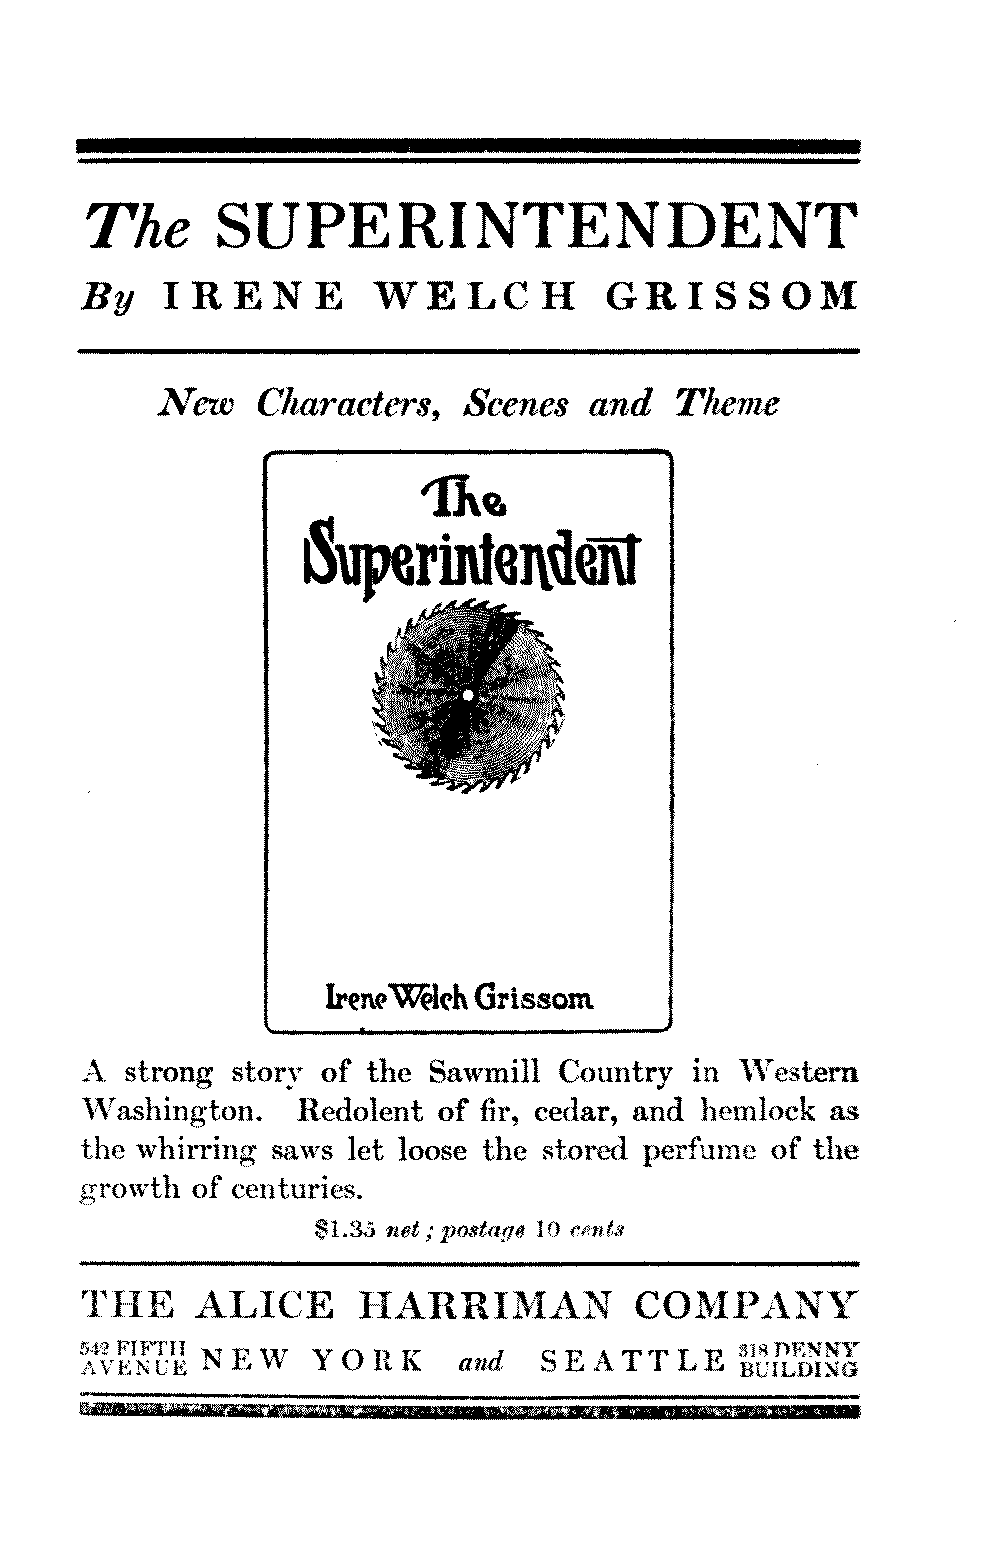 The SUPERINTENDENT
By IRENE WELCH GRISSOM
New Characters, Scenes and Theme
The
Superintendent
Irene Welch Grissom
A strong story of the Sawmill Country in Western
Washington. Redolent of fir, cedar, and hemlock as
the whirring saws let loose the stored perfume of the
growth of centuries.
$1.35 net; postage 10 cents
THE ALICE HARRIMAN COMPANY
542 FIFTH AVENUE NEW YORK and SEATTLE 318 DENNY BUILDING